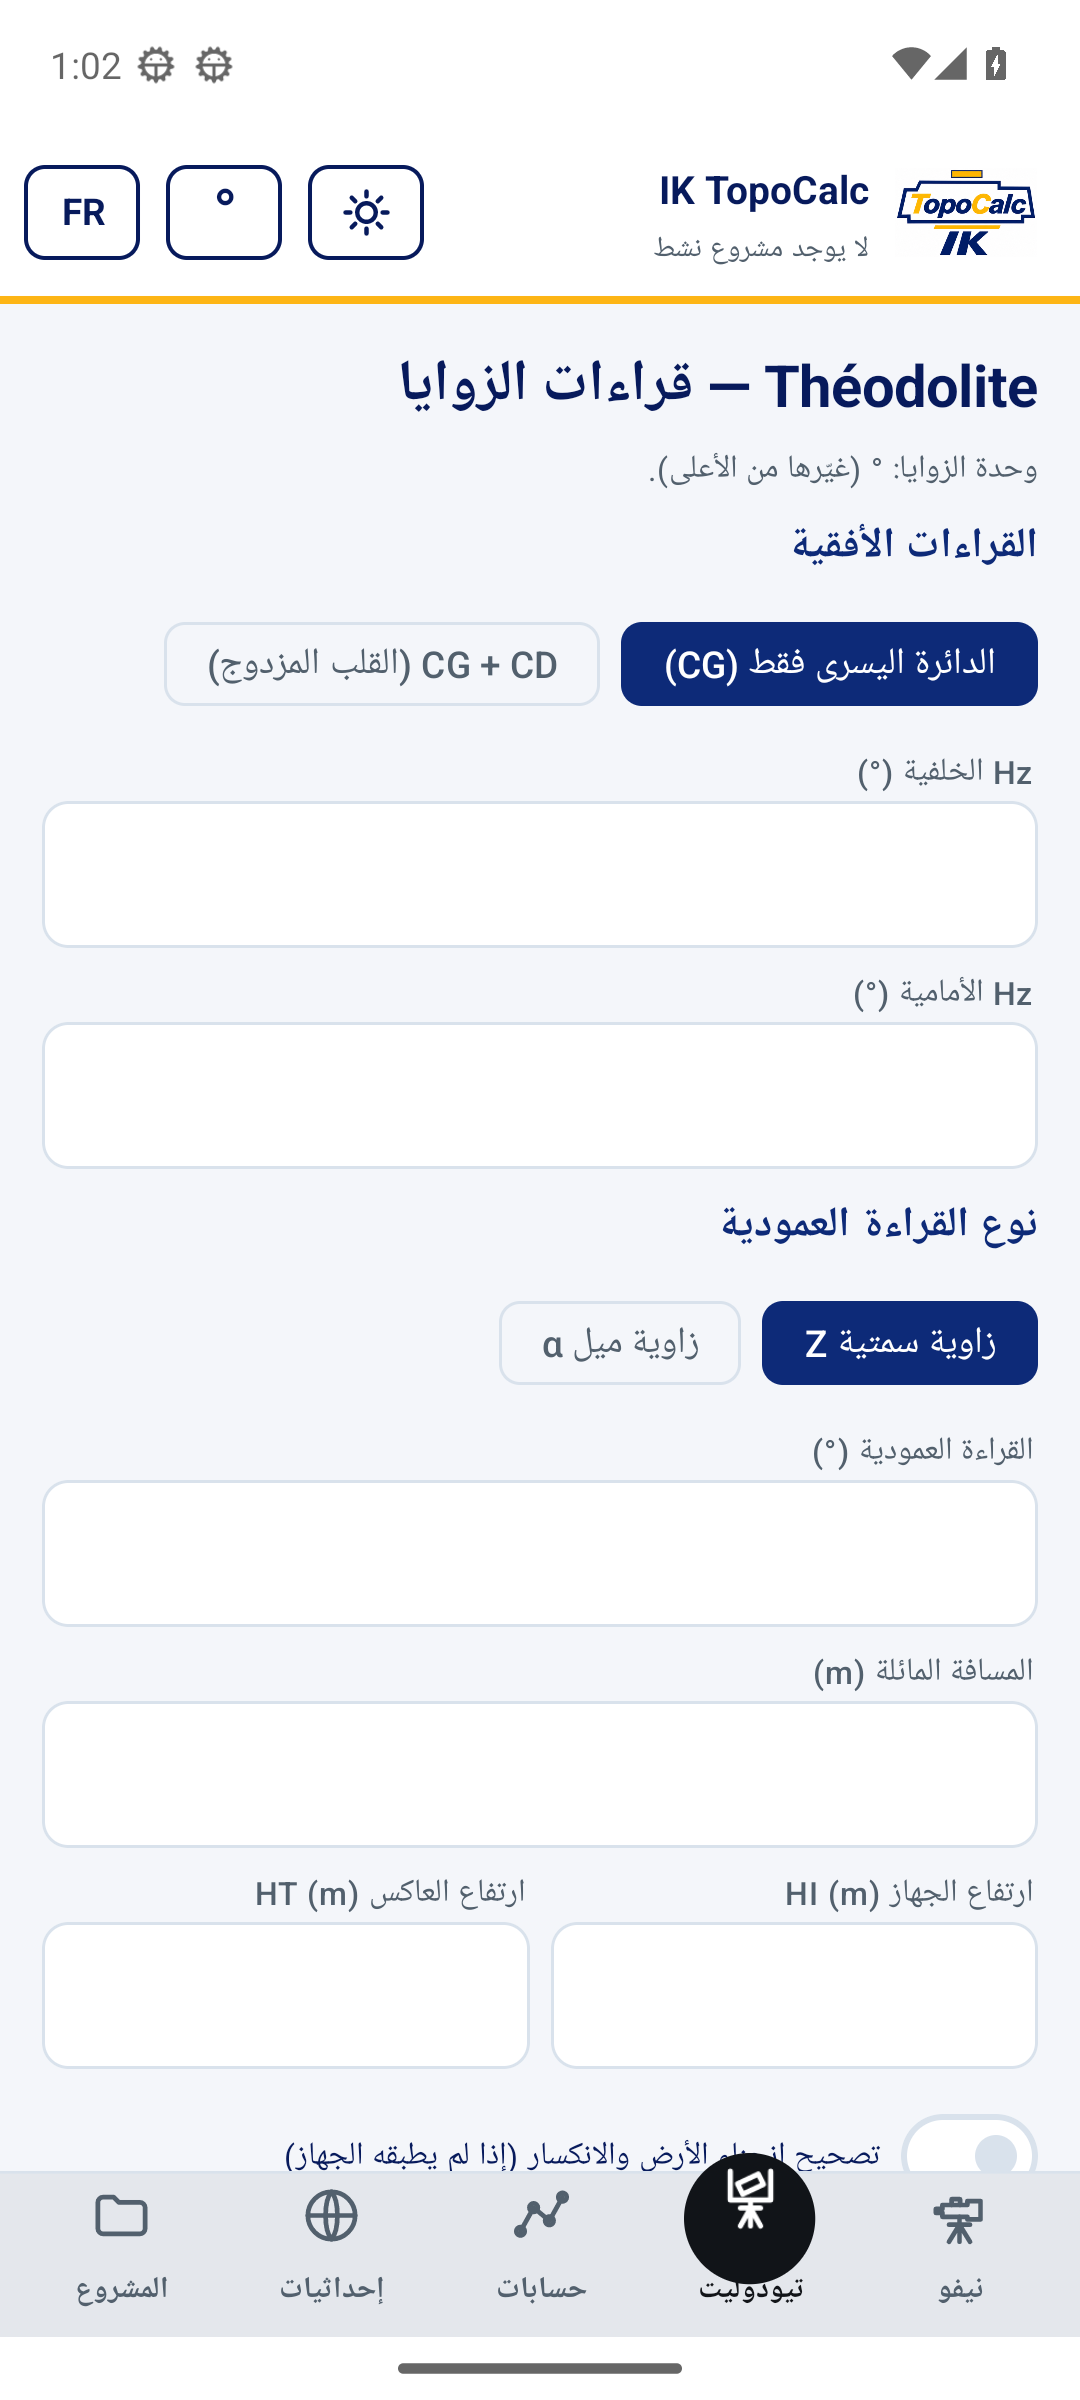 1:02
IK TopoCalc
TopoCalc
IK
لا يوجد مشروع نشط
°
FR
Théodolite — قراءات الزوايا
وحدة الزوايا: ° (غيّرها من الأعلى).
القراءات الأفقية
الدائرة اليسرى فقط (CG)
CG + CD (القلب المزدوج)
Hz الخلفية (°)
Hz الأمامية (°)
نوع القراءة العمودية
زاوية سمتية Z
زاوية ميل α
القراءة العمودية (°)
المسافة المائلة (m)
ارتفاع الجهاز HI (m)
ارتفاع العاكس HT (m)
تصحيح الأرض والانكسار (إذا لم يطبقه الجهاز)
نيفو
تيودوليت
حسابات
إحداثيات
المشروع